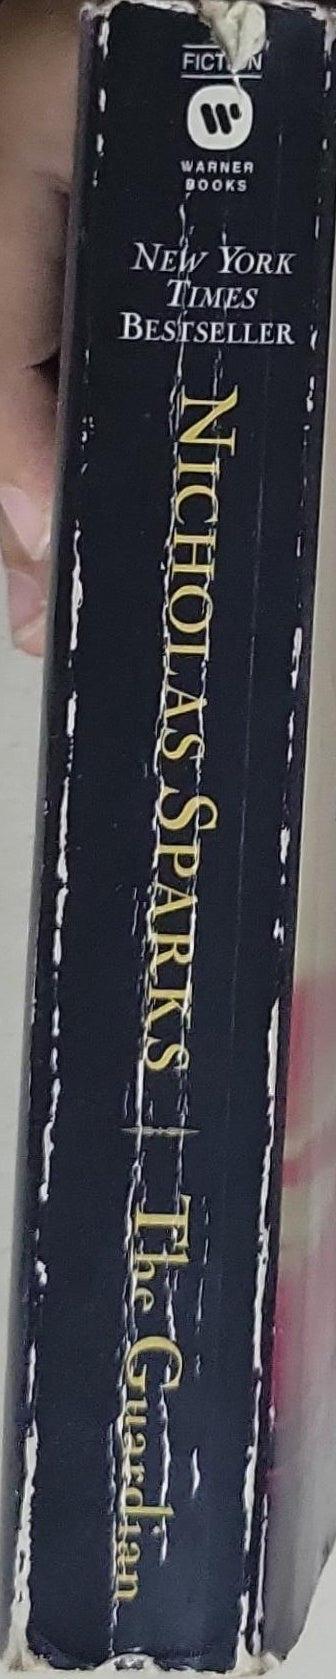 FICTION
WARNER
BOOKS
NEW YORK
TIMES
BESTSELLER
NICHOLAS SPARKS
The Guardian